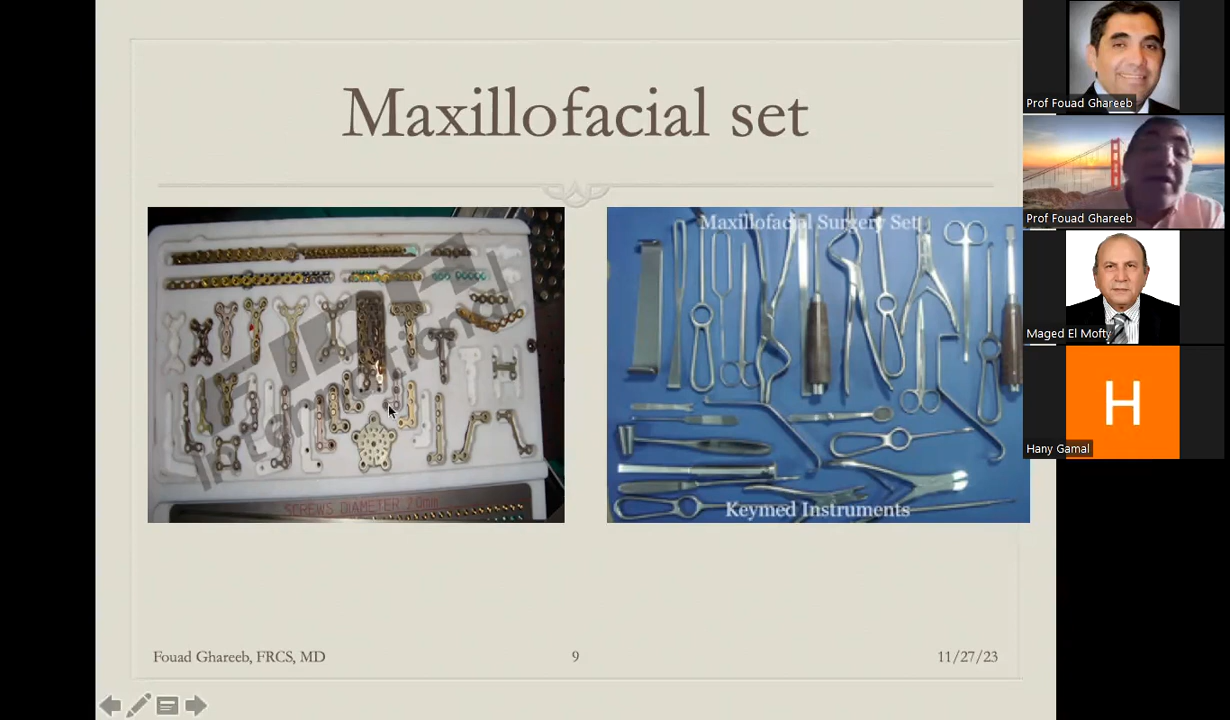 Maxillofacial set
International
SCREWS DIAMETER 2.0mm
Maxillofacial Surgery Set
Keymed Instruments
Fouad Ghareeb, FRCS, MD
9
11/27/23
Prof Fouad Ghareeb
Prof Fouad Ghareeb
Maged El Mofty
H
Hany Gamal